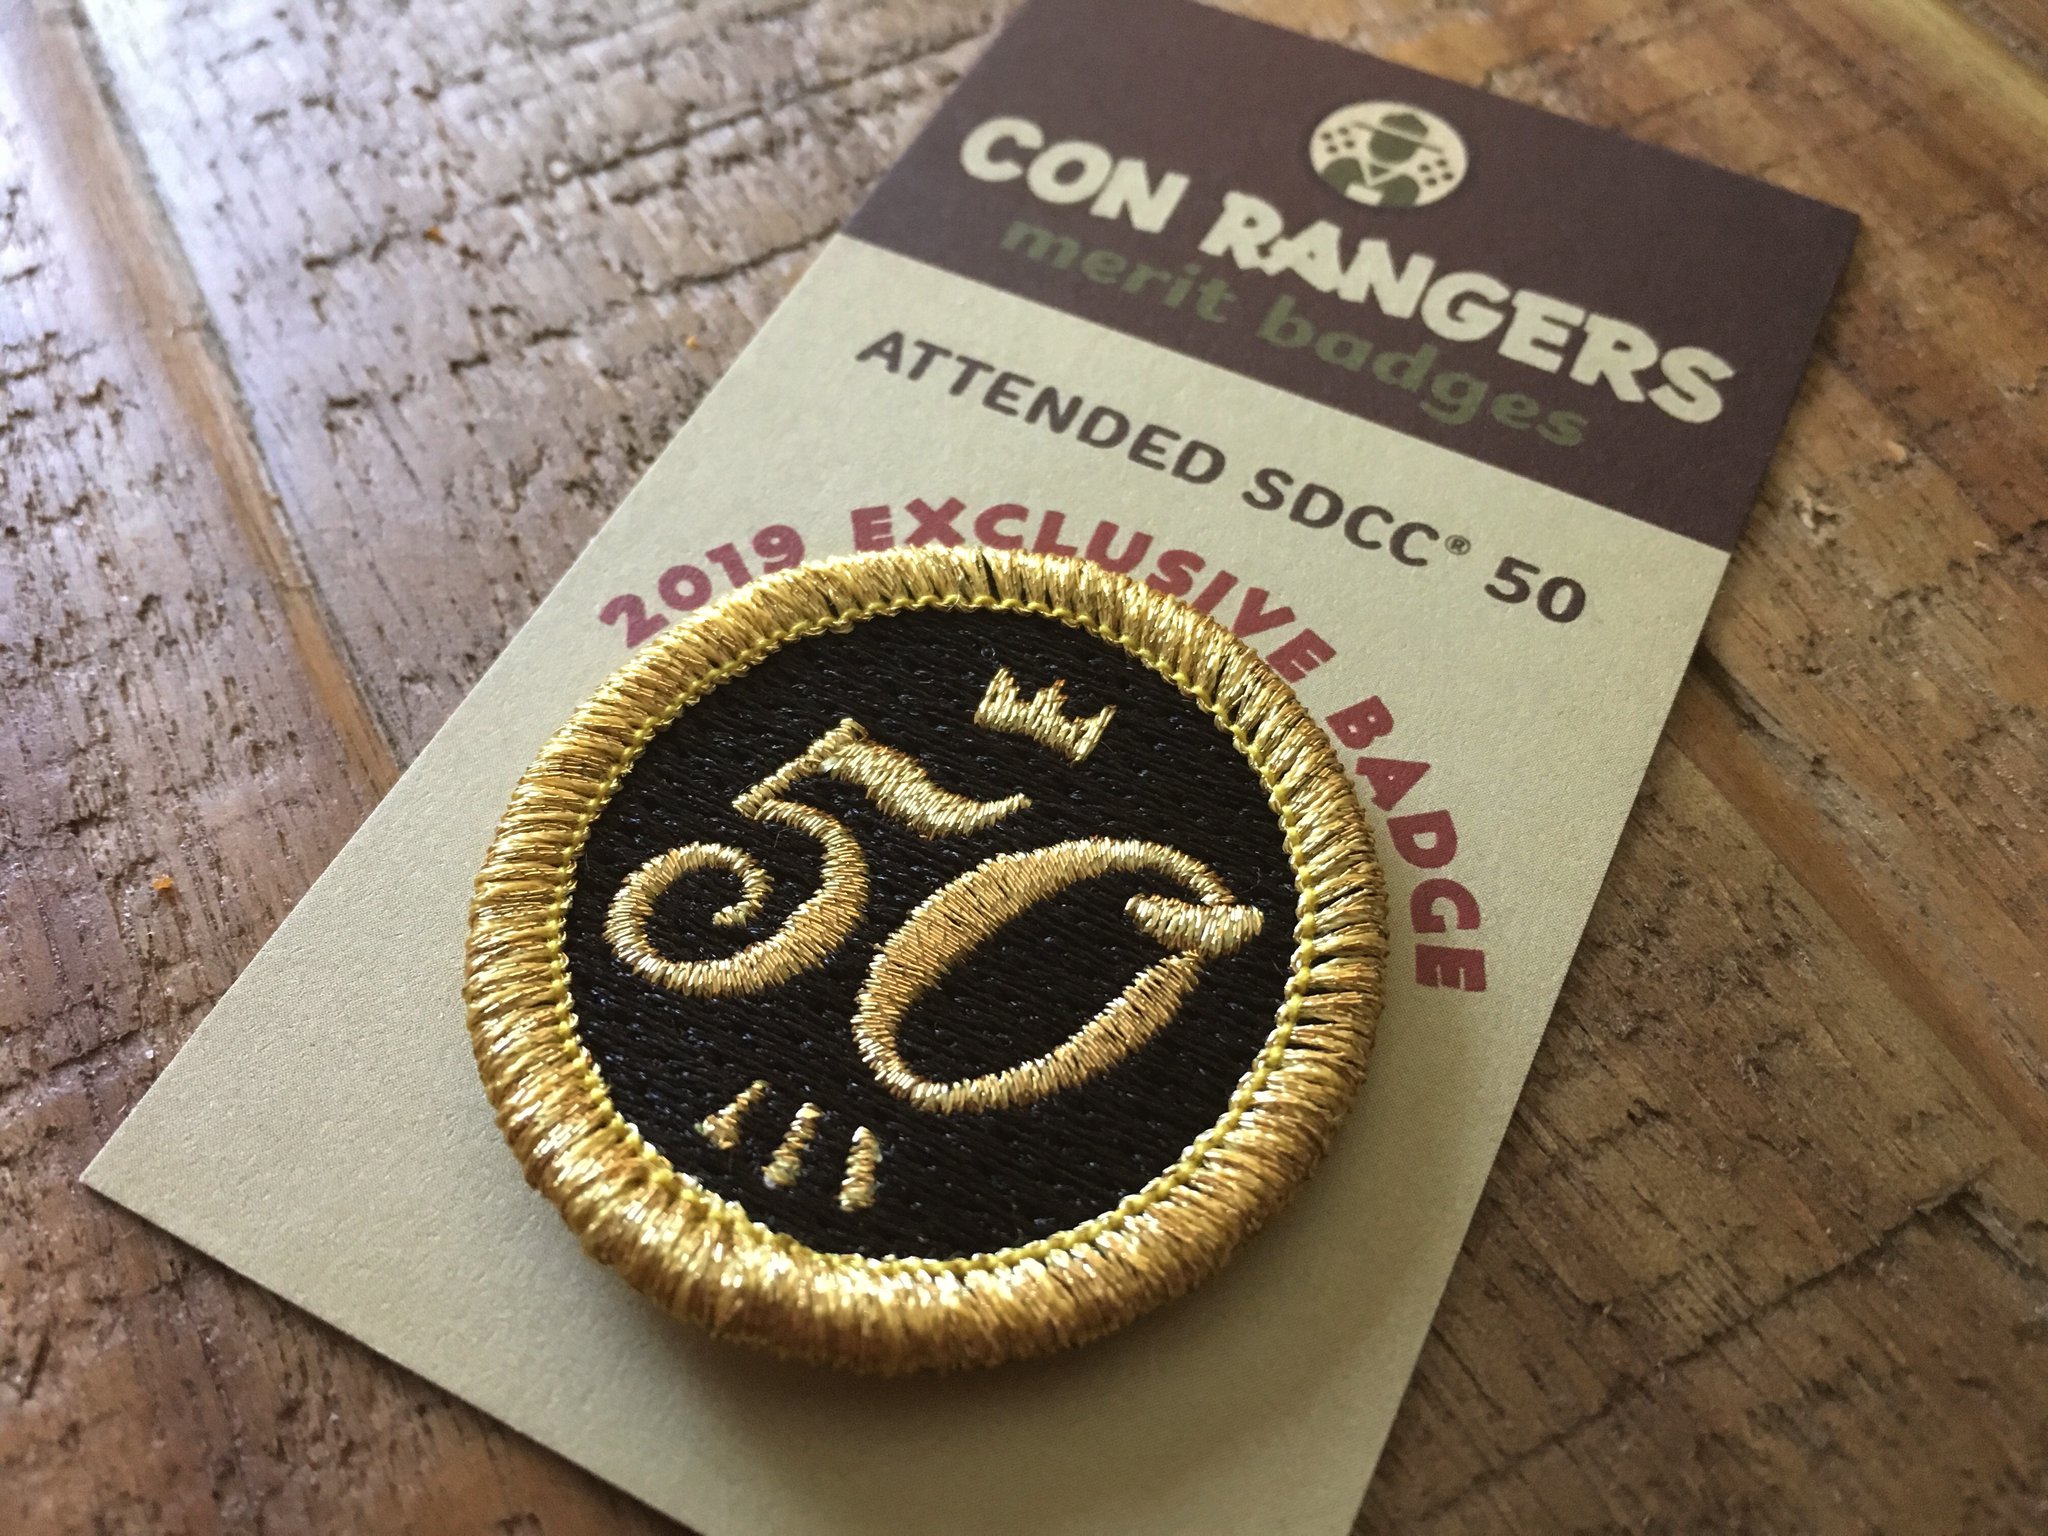 CON RANGERS
merit badges
ATTENDED SDCC® 50
2019 EXCLUSIVE BADGE
50